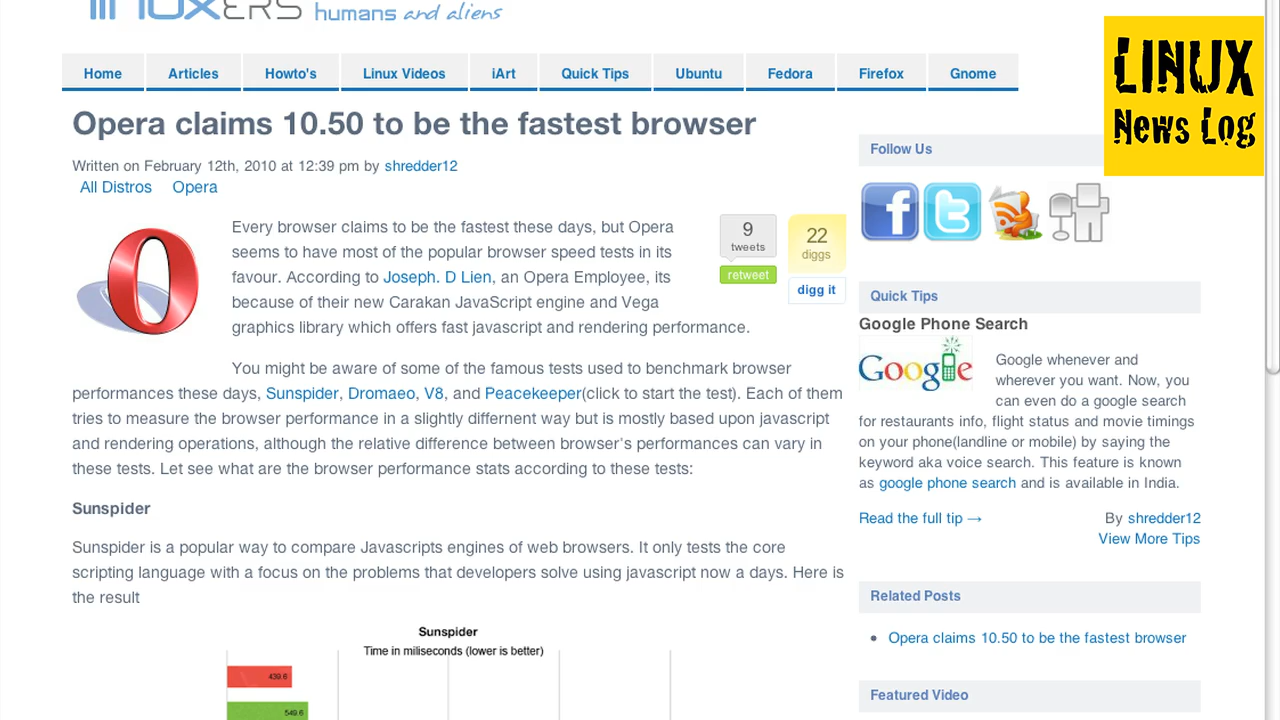 linuxers humans and aliens
Home Articles Howto's Linux Videos iArt Quick Tips Ubuntu Fedora Firefox Gnome
LINUX
News Log
Opera claims 10.50 to be the fastest browser
Written on February 12th, 2010 at 12:39 pm by shredder12
All Distros Opera
Every browser claims to be the fastest these days, but Opera
seems to have most of the popular browser speed tests in its
favour. According to Joseph. D Lien, an Opera Employee, its
because of their new Carakan JavaScript engine and Vega
graphics library which offers fast javascript and rendering performance.
9
tweets
retweet
22
diggs
digg it
You might be aware of some of the famous tests used to benchmark browser
performances these days, Sunspider, Dromaeo, V8, and Peacekeeper(click to start the test). Each of them
tries to measure the browser performance in a slightly differnent way but is mostly based upon javascript
and rendering operations, although the relative difference between browser's performances can vary in
these tests. Let see what are the browser performance stats according to these tests:
Sunspider
Sunspider is a popular way to compare Javascripts engines of web browsers. It only tests the core
scripting language with a focus on the problems that developers solve using javascript now a days. Here is
the result
Sunspider
Time in miliseconds (lower is better)
439.6
549.6
Follow Us
Quick Tips
Google Phone Search
Google
Google whenever and
wherever you want. Now, you
can even do a google search
for restaurants info, flight status and movie timings
on your phone(landline or mobile) by saying the
keyword aka voice search. This feature is known
as google phone search and is available in India.
Read the full tip → By shredder12
View More Tips
Related Posts
Opera claims 10.50 to be the fastest browser
Featured Video